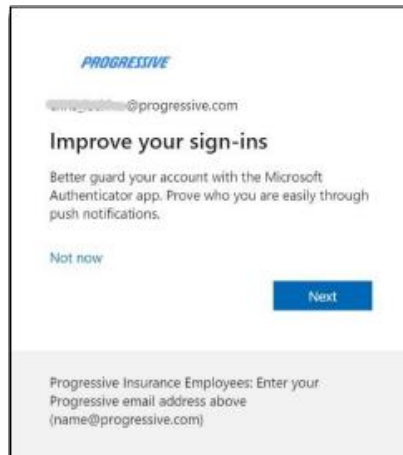 PROGRESSIVE
@progressive.com
Improve your sign-ins
Better guard your account with the Microsoft
Authenticator app. Prove who you are easily through
push notifications.
Not now
Next
Progressive Insurance Employees: Enter your
Progressive email address above
(name@progressive.com)